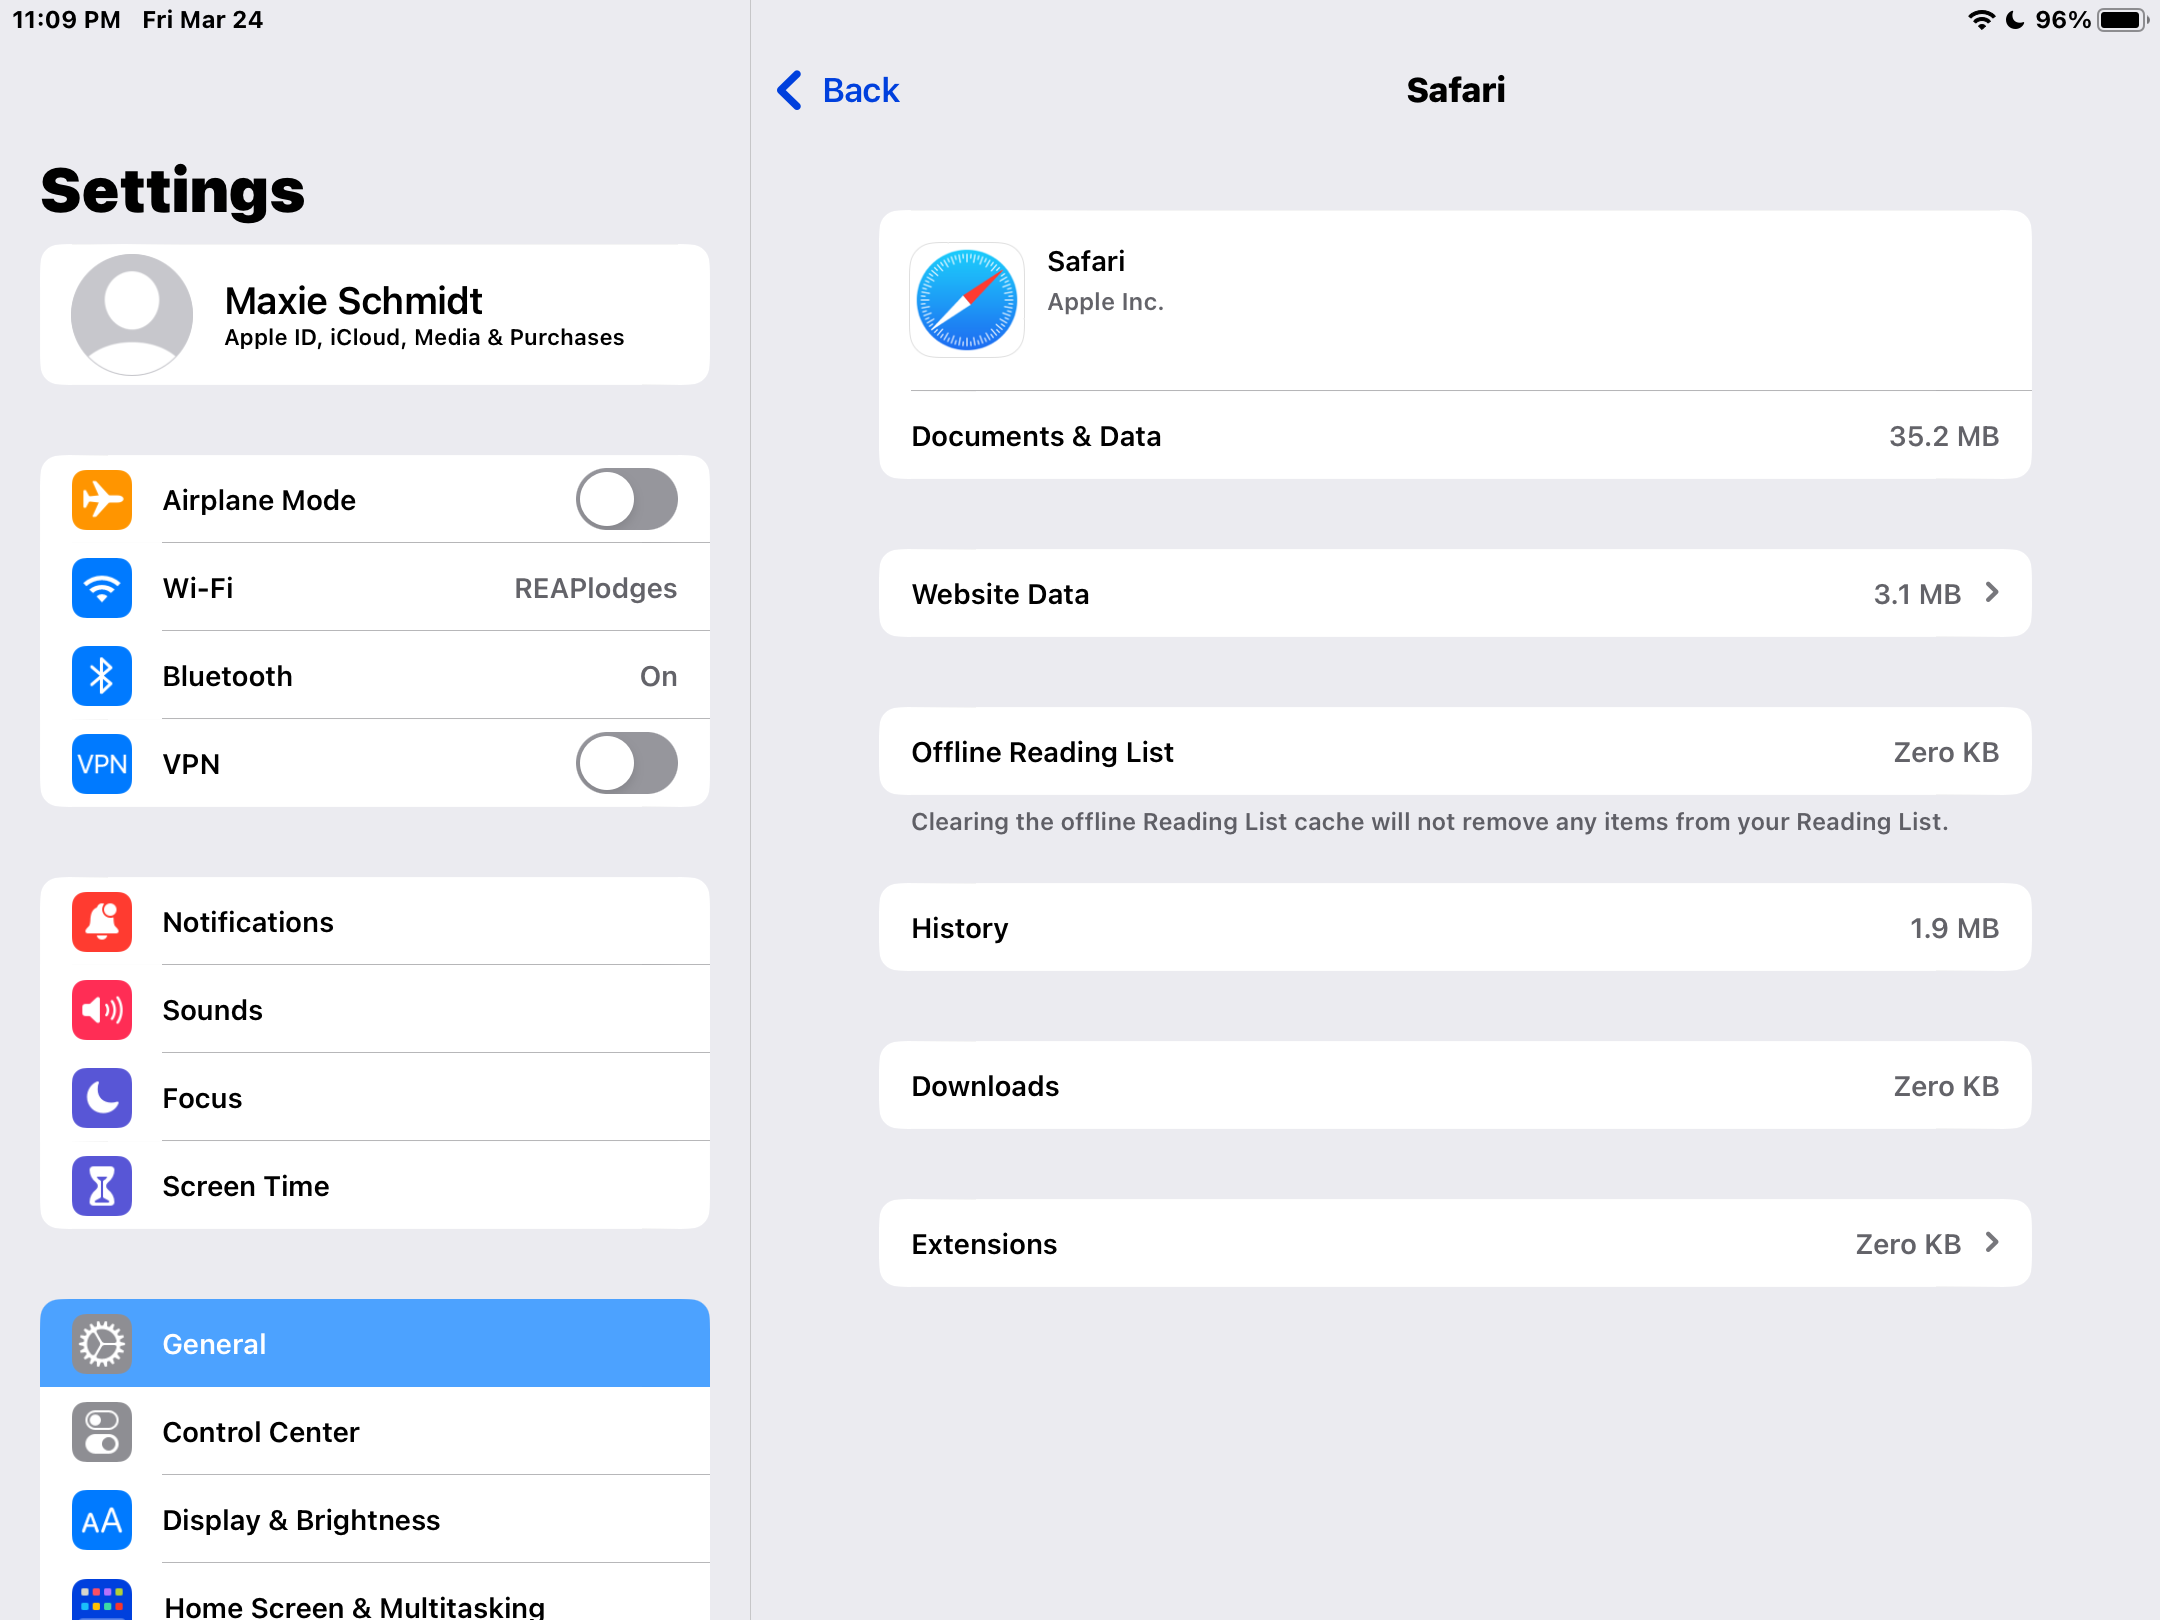 11:09 PM Fri Mar 24
96%
Settings
Maxie Schmidt
Apple ID, iCloud, Media & Purchases
Airplane Mode
Wi-Fi REAPlodges
Bluetooth On
VPN VPN
Notifications
Sounds
Focus
Screen Time
General
Control Center
AA Display & Brightness
Home Screen & Multitasking
Back Safari
Safari
Apple Inc.
Documents & Data 35.2 MB
Website Data 3.1 MB
Offline Reading List Zero KB
Clearing the offline Reading List cache will not remove any items from your Reading List.
History 1.9 MB
Downloads Zero KB
Extensions Zero KB